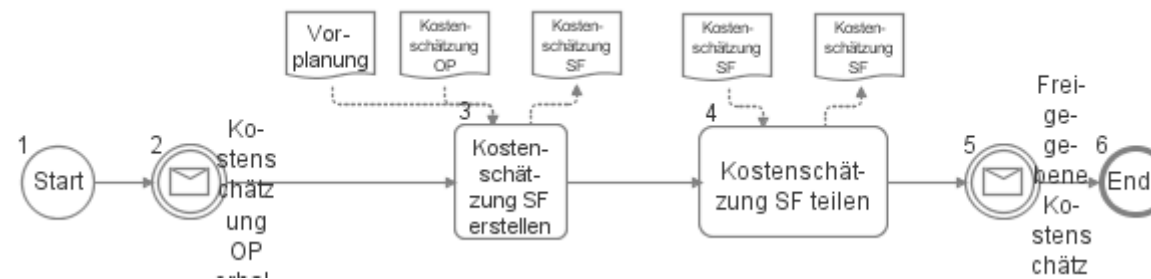 Vor-
planung
Kosten-
schätzung
OP
Kosten-
schätzung
SF
Kosten-
schätzung
SF
Kosten-
schätzung
SF
1
Start
2
Ko-
stens
chätz
ung
OP
3
Kosten-
schät-
zung SF
erstellen
4
Kostenschät-
zung SF teilen
5
Frei-
ge-
ge-
bene
Ko-
stens
chätz
6
End